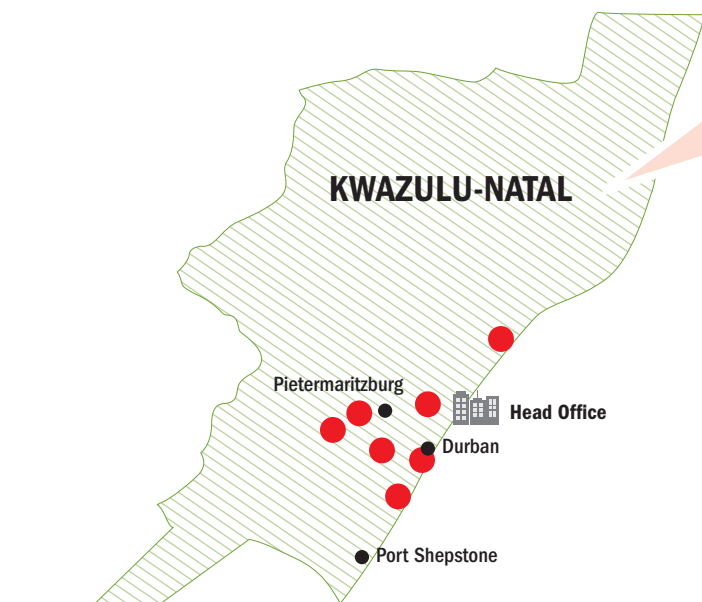 KWAZULU-NATAL
Pietermaritzburg
Head Office
Durban
Port Shepstone